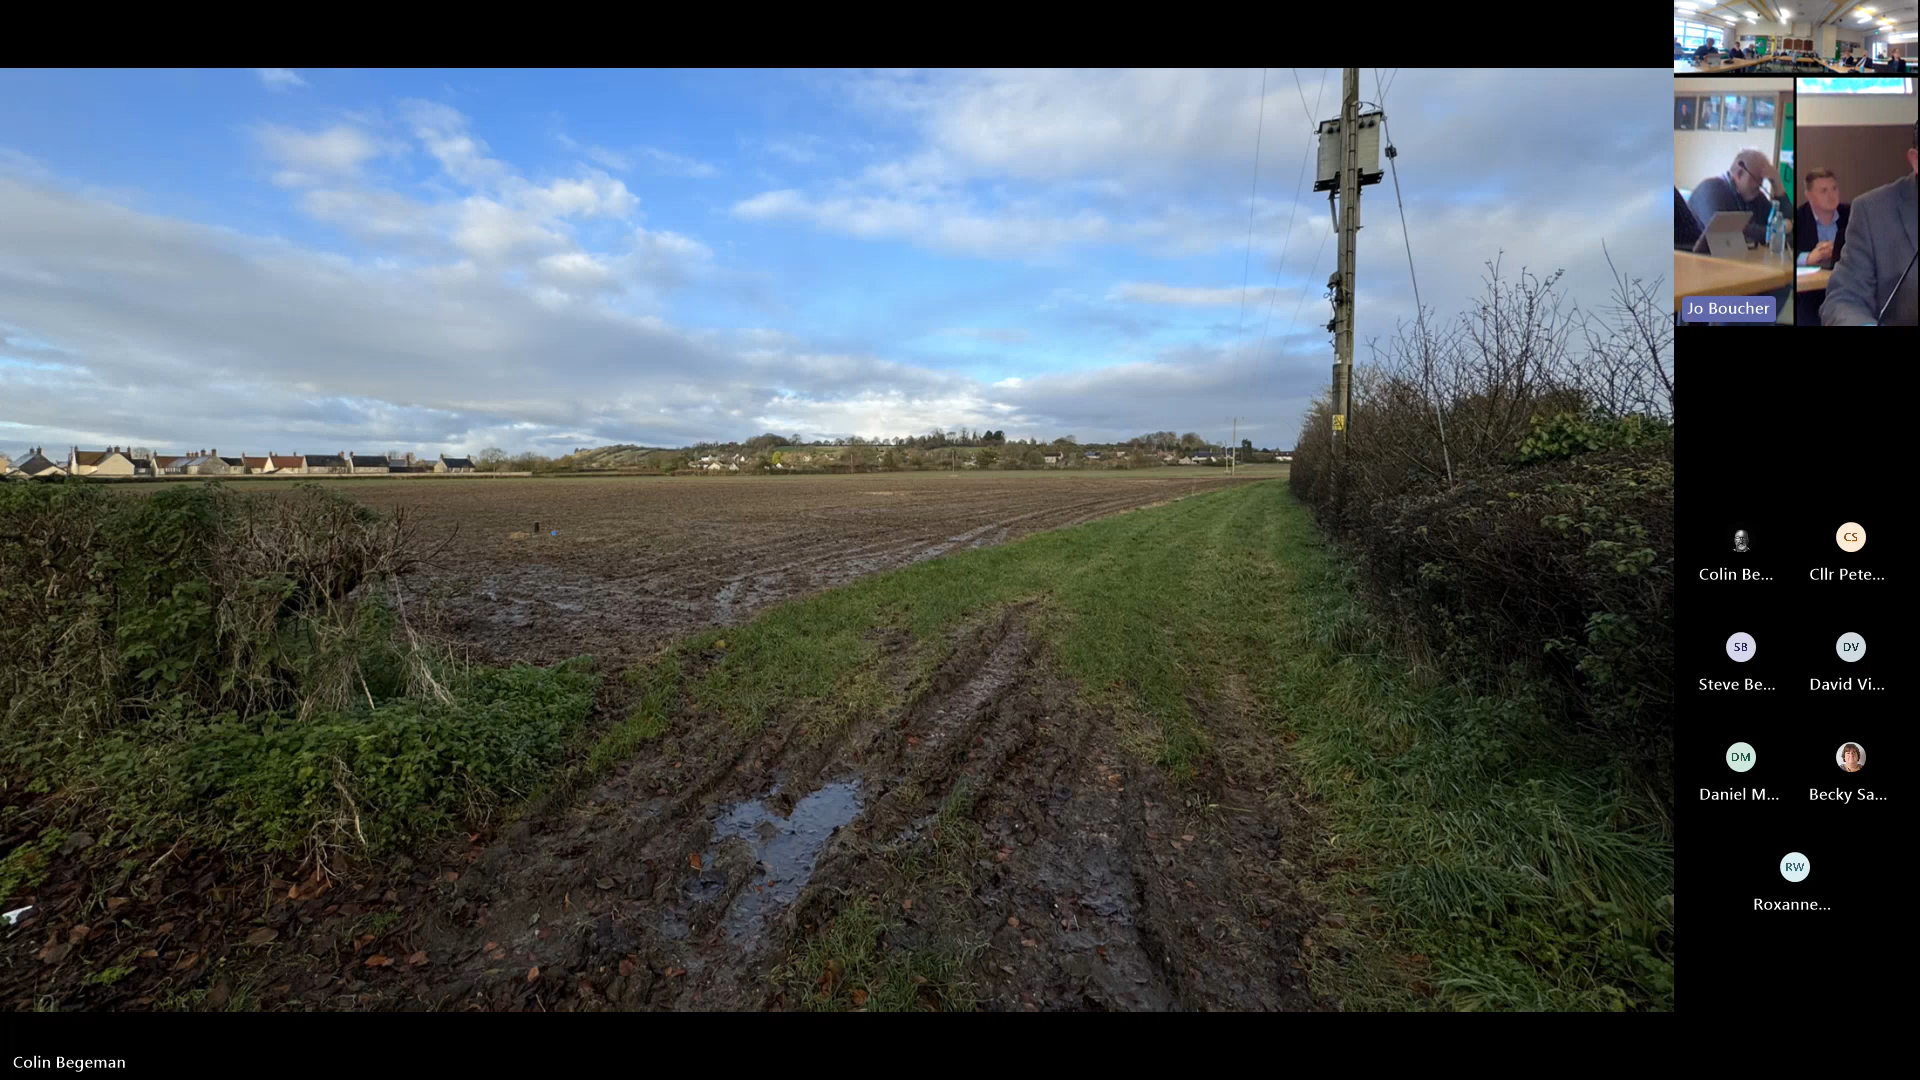 Jo Boucher
CS
Colin Be...
Cllr Pete...
SB
DV
Steve Be...
David Vi...
DM
Daniel M...
Becky Sa...
RW
Roxanne...
Colin Begeman